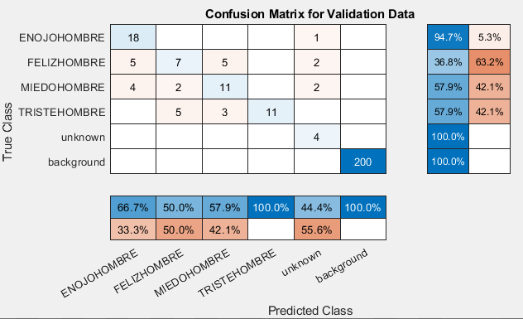 Confusion Matrix for Validation Data
True Class
ENOJOHOMBRE 18 1 94.7% 5.3%
FELIZHOMBRE 5 7 5 2 36.8% 63.2%
MIEDOHOMBRE 4 2 11 2 57.9% 42.1%
TRISTEHOMBRE 5 3 11 57.9% 42.1%
unknown 4 100.0%
background 200 100.0%
66.7% 50.0% 57.9% 100.0% 44.4% 100.0%
33.3% 50.0% 42.1% 55.6%
ENOJOHOMBRE FELIZHOMBRE MIEDOHOMBRE TRISTEHOMBRE unknown background
Predicted Class